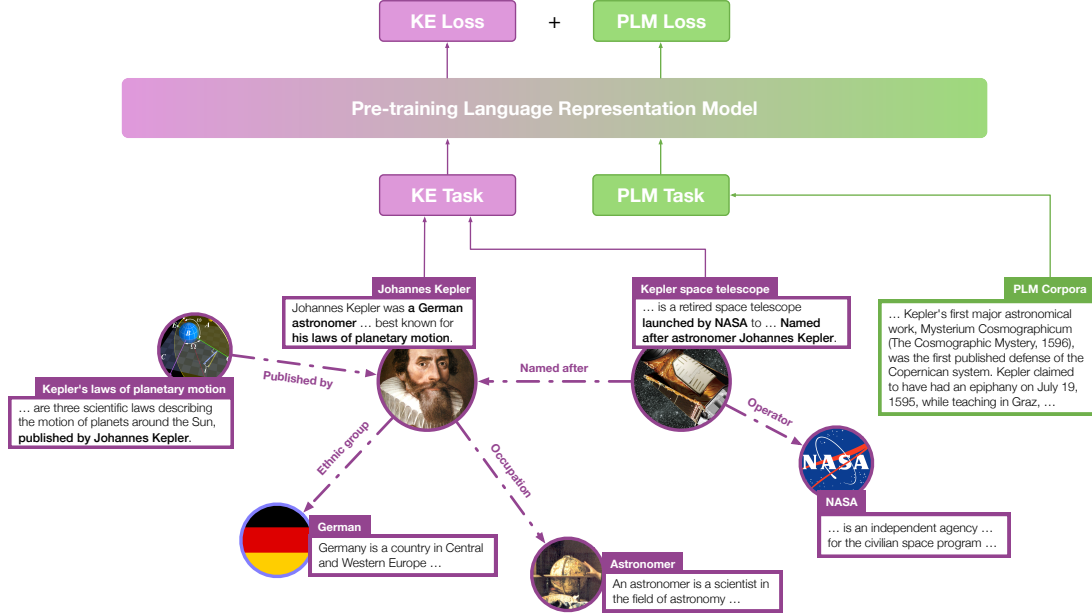 KE Loss
+
PLM Loss
Pre-training Language Representation Model
KE Task
PLM Task
Johannes Kepler
Johannes Kepler was a German
astronomer … best known for
his laws of planetary motion.
Kepler space telescope
… is a retired space telescope
launched by NASA to … Named
after astronomer Johannes Kepler.
PLM Corpora
… Kepler's first major astronomical
work, Mysterium Cosmographicum
(The Cosmographic Mystery, 1596),
was the first published defense of the
Copernican system. Kepler claimed
to have had an epiphany on July 19,
1595, while teaching in Graz, …
Kepler's laws of planetary motion
… are three scientific laws describing
the motion of planets around the Sun,
published by Johannes Kepler.
Published by
Named after
Operator
Ethnic group
Occupation
NASA
NASA
… is an independent agency …
for the civilian space program …
German
Germany is a country in Central
and Western Europe …
Astronomer
An astronomer is a scientist in
the field of astronomy …